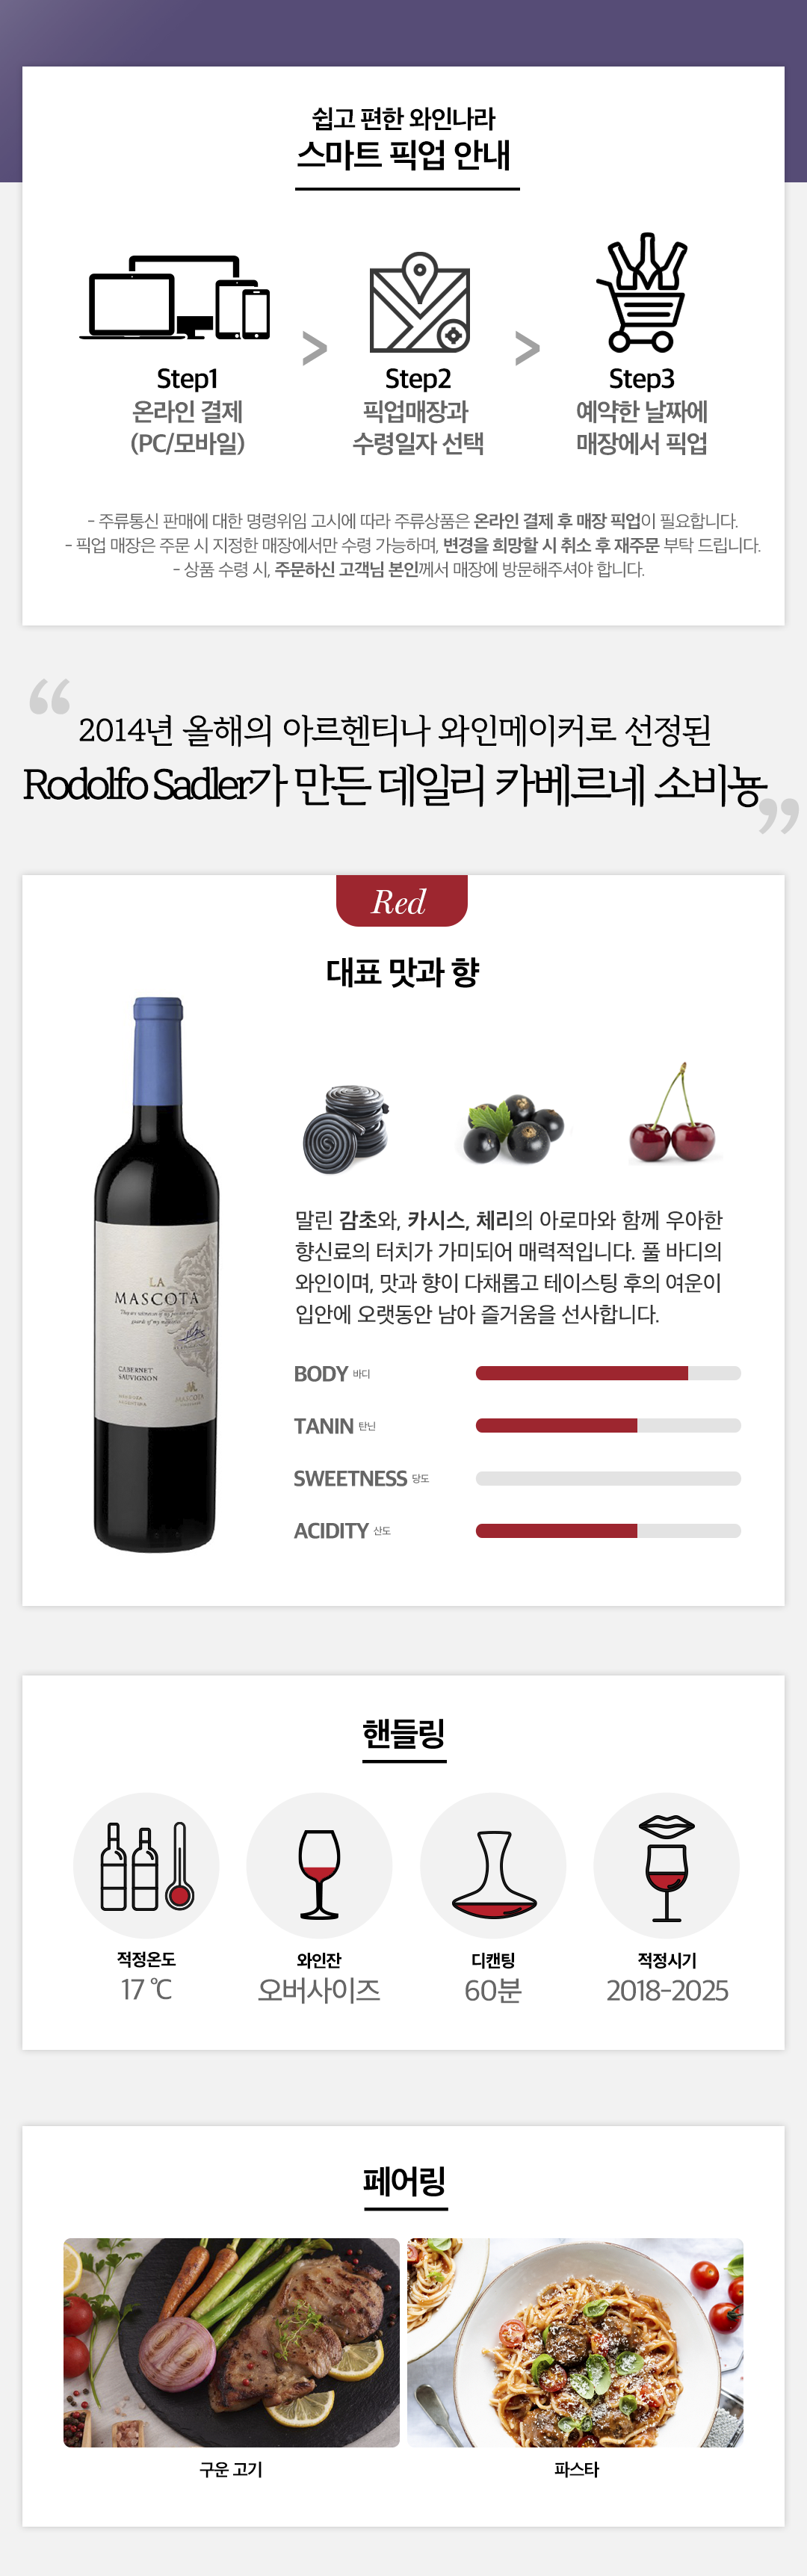 쉽고 편한 와인나라
스마트 픽업 안내
Step1
온라인 결제
(PC/모바일)
>
Step2
픽업매장과
수령일자 선택
>
Step3
예약한 날짜에
매장에서 픽업
- 주류통신 판매에 대한 명령위임 고시에 따라 주류상품은 온라인 결제 후 매장 픽업이 필요합니다.
- 픽업 매장은 주문 시 지정한 매장에서만 수령 가능하며, 변경을 희망할 시 취소 후 재주문 부탁 드립니다.
- 상품 수령 시, 주문하신 고객님 본인께서 매장에 방문해주셔야 합니다.
“ 2014년 올해의 아르헨티나 와인메이커로 선정된
Rodolfo Sadler가 만든 데일리 카베르네 소비뇽 ”
Red
대표 맛과 향
LA
MASCOTA
CABERNET
SAUVIGNON
MASCOTA
말린 감초와, 카시스, 체리의 아로마와 함께 우아한
향신료의 터치가 가미되어 매력적입니다. 풀 바디의
와인이며, 맛과 향이 다채롭고 테이스팅 후의 여운이
입안에 오랫동안 남아 즐거움을 선사합니다.
BODY 바디
TANIN 탄닌
SWEETNESS 당도
ACIDITY 산도
핸들링
적정온도
17 ℃
와인잔
오버사이즈
디캔팅
60분
적정시기
2018-2025
페어링
구운 고기
파스타